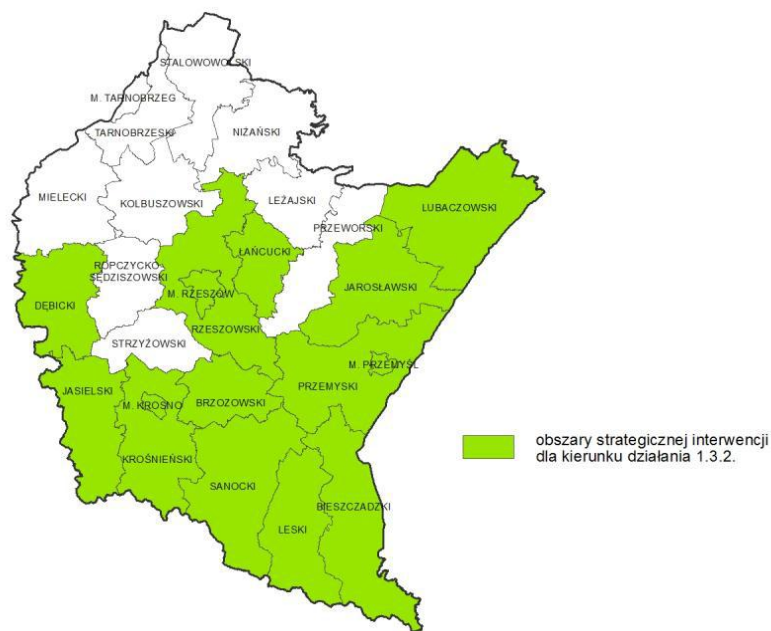 STALOWOWOLSKI
M. TARNOBRZEG
TARNOBRZESKI
NIŻAŃSKI
MIELECKI
KOLBUSZOWSKI
LEŻAJSKI
LUBACZOWSKI
PRZEWORSKI
ŁAŃCUCKI
ROPCZYCKO
SĘDZISZOWSKI
JAROSŁAWSKI
M. RZESZÓW
DĘBICKI
RZESZOWSKI
STRZYŻOWSKI
M. PRZEMYŚL
JASIELSKI
PRZEMYSKI
M. KROSNO
BRZOZOWSKI
obszary strategicznej interwencji
dla kierunku działania 1.3.2.
KROŚNIEŃSKI
SANOCKI
BIESZCZADZKI
LESKI